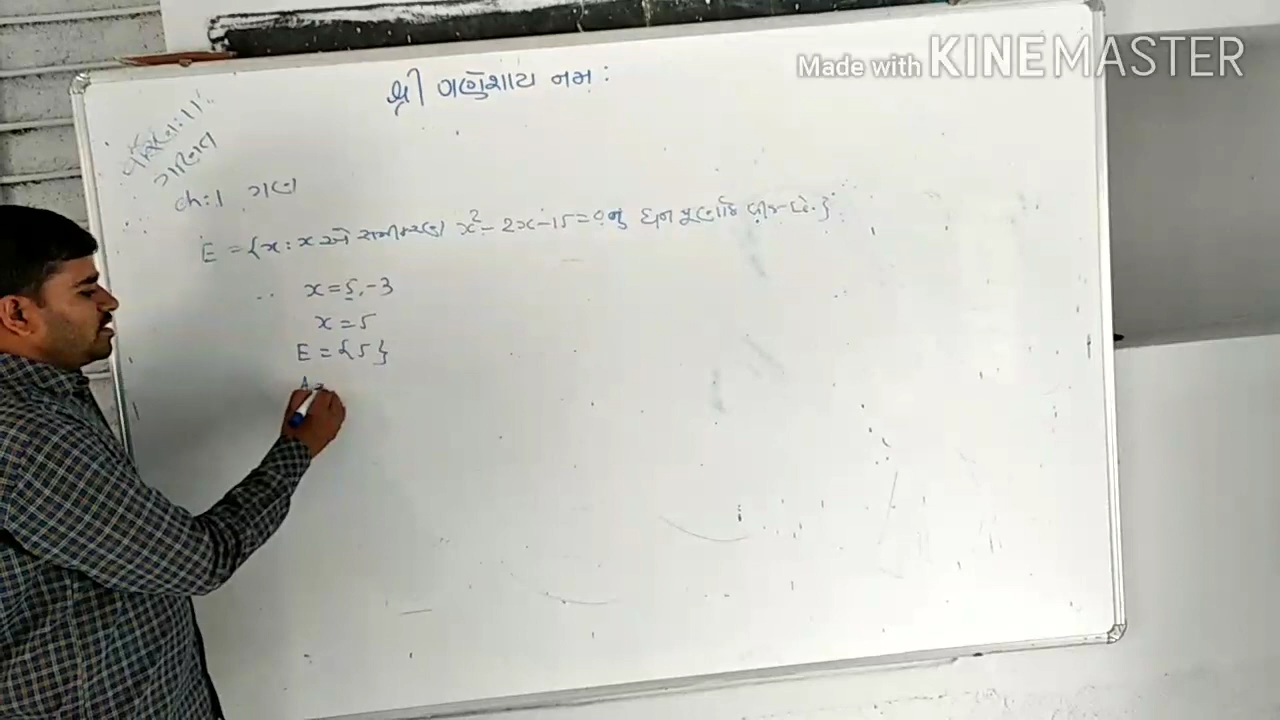 Made with KINEMASTER
શ્રી ગણેશાય નમઃ
ગણિત
ch:1 ગણ
E = {x : x એ સમીકરણ x² - 2x - 15 = 0 નું ધન પૂર્ણાંક બીજ છે.}
∴ x = 5, -3
x = 5
E = {5}
A =